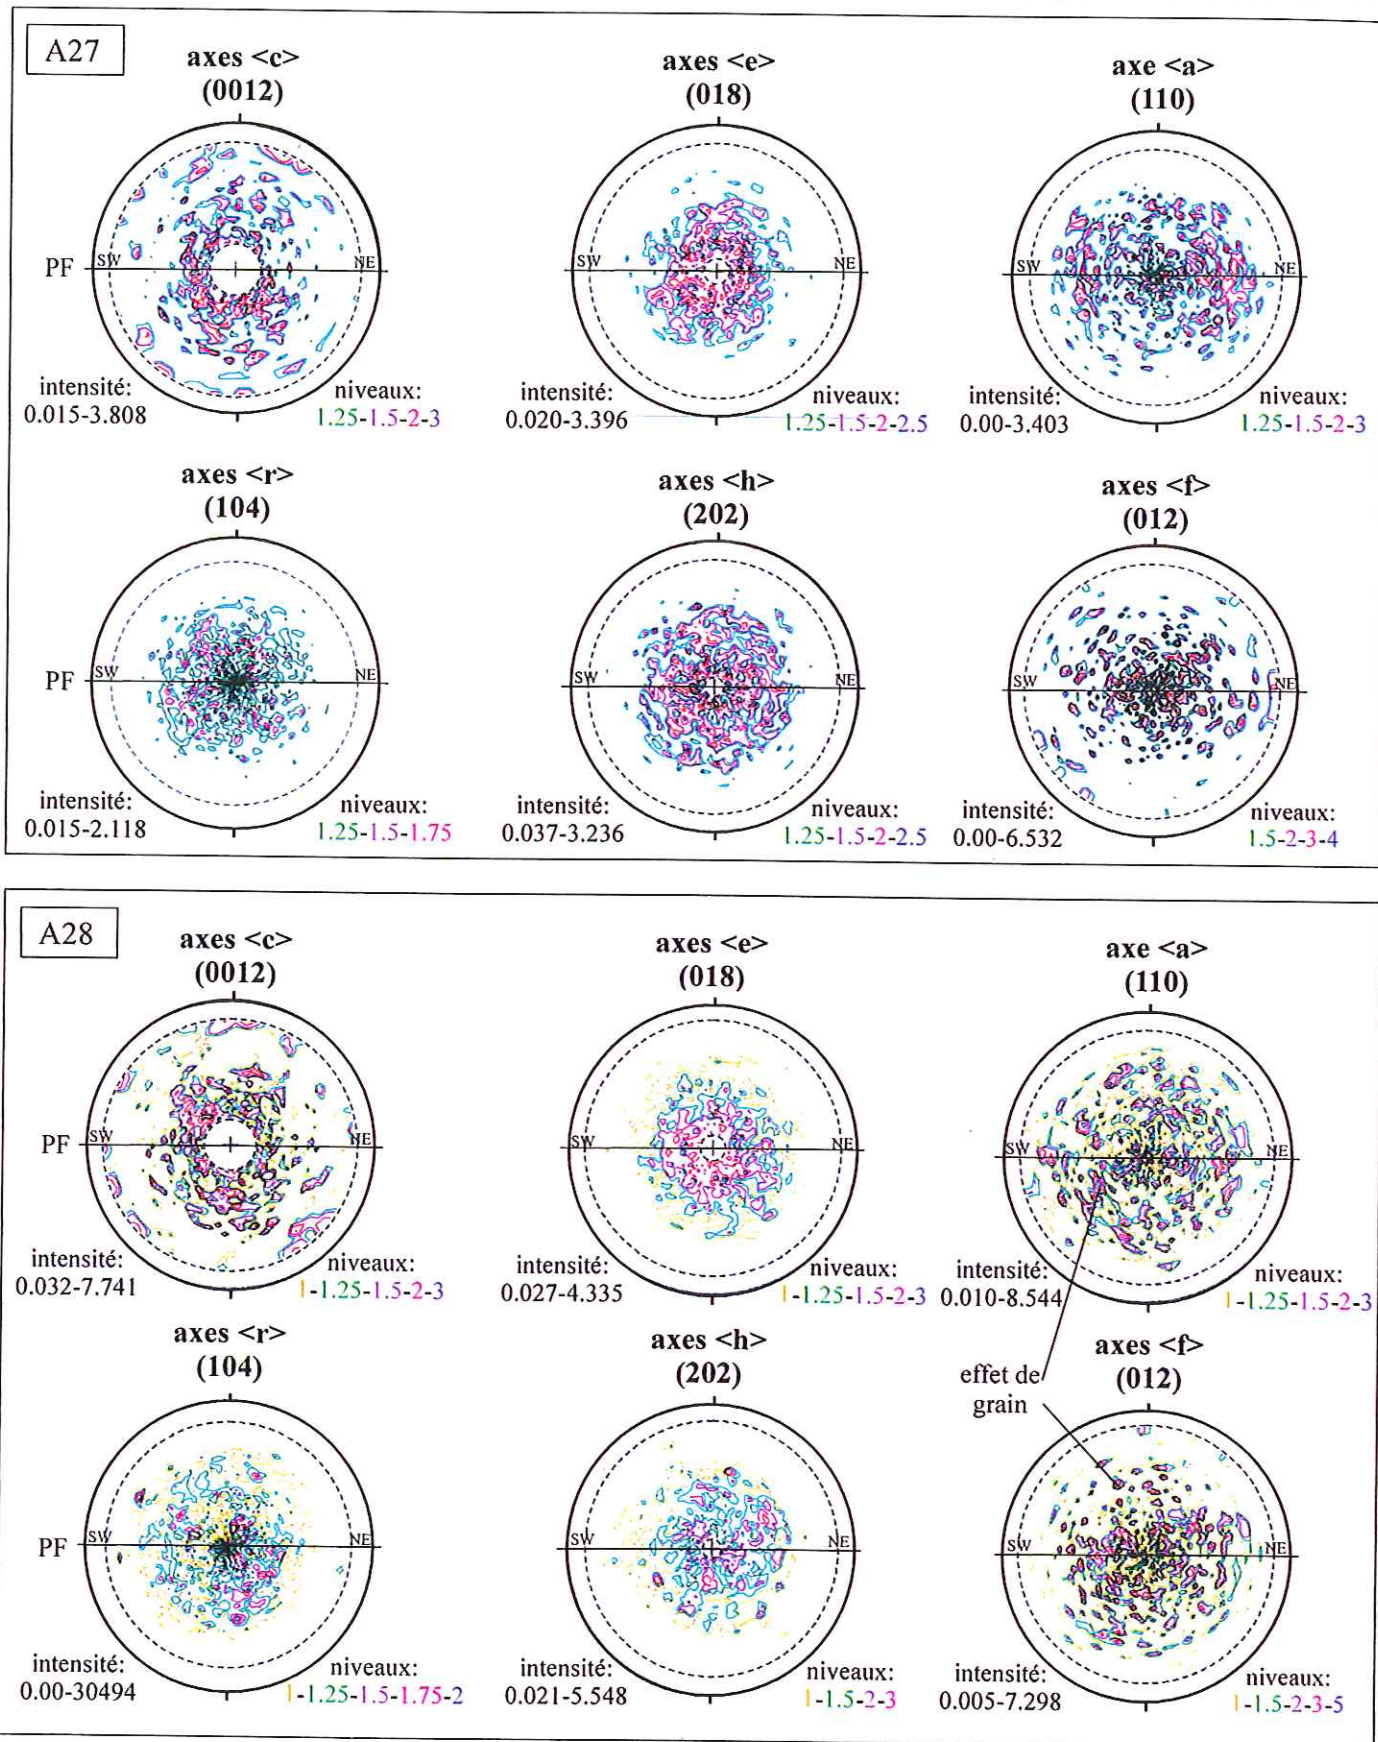 A27
axes <c>
(0012)
axes <e>
(018)
axe <a>
(110)
PF
SW
NE
SW
NE
SW
NE
intensité:
0.015-3.808
niveaux:
1.25-1.5-2-3
intensité:
0.020-3.396
niveaux:
1.25-1.5-2-2.5
intensité:
0.00-3.403
niveaux:
1.25-1.5-2-3
axes <r>
(104)
axes <h>
(202)
axes <f>
(012)
PF
SW
NE
SW
NE
SW
NE
intensité:
0.015-2.118
niveaux:
1.25-1.5-1.75
intensité:
0.037-3.236
niveaux:
1.25-1.5-2-2.5
intensité:
0.00-6.532
niveaux:
1.5-2-3-4
A28
axes <c>
(0012)
axes <e>
(018)
axe <a>
(110)
PF
SW
NE
SW
NE
SW
NE
intensité:
0.032-7.741
niveaux:
1-1.25-1.5-2-3
intensité:
0.027-4.335
niveaux:
1-1.25-1.5-2-3
intensité:
0.010-8.544
niveaux:
1-1.25-1.5-2-3
axes <r>
(104)
axes <h>
(202)
effet de
grain
axes <f>
(012)
PF
SW
NE
SW
NE
SW
NE
intensité:
0.00-30494
niveaux:
1-1.25-1.5-1.75-2
intensité:
0.021-5.548
niveaux:
1-1.5-2-3
intensité:
0.005-7.298
niveaux:
1-1.5-2-3-5